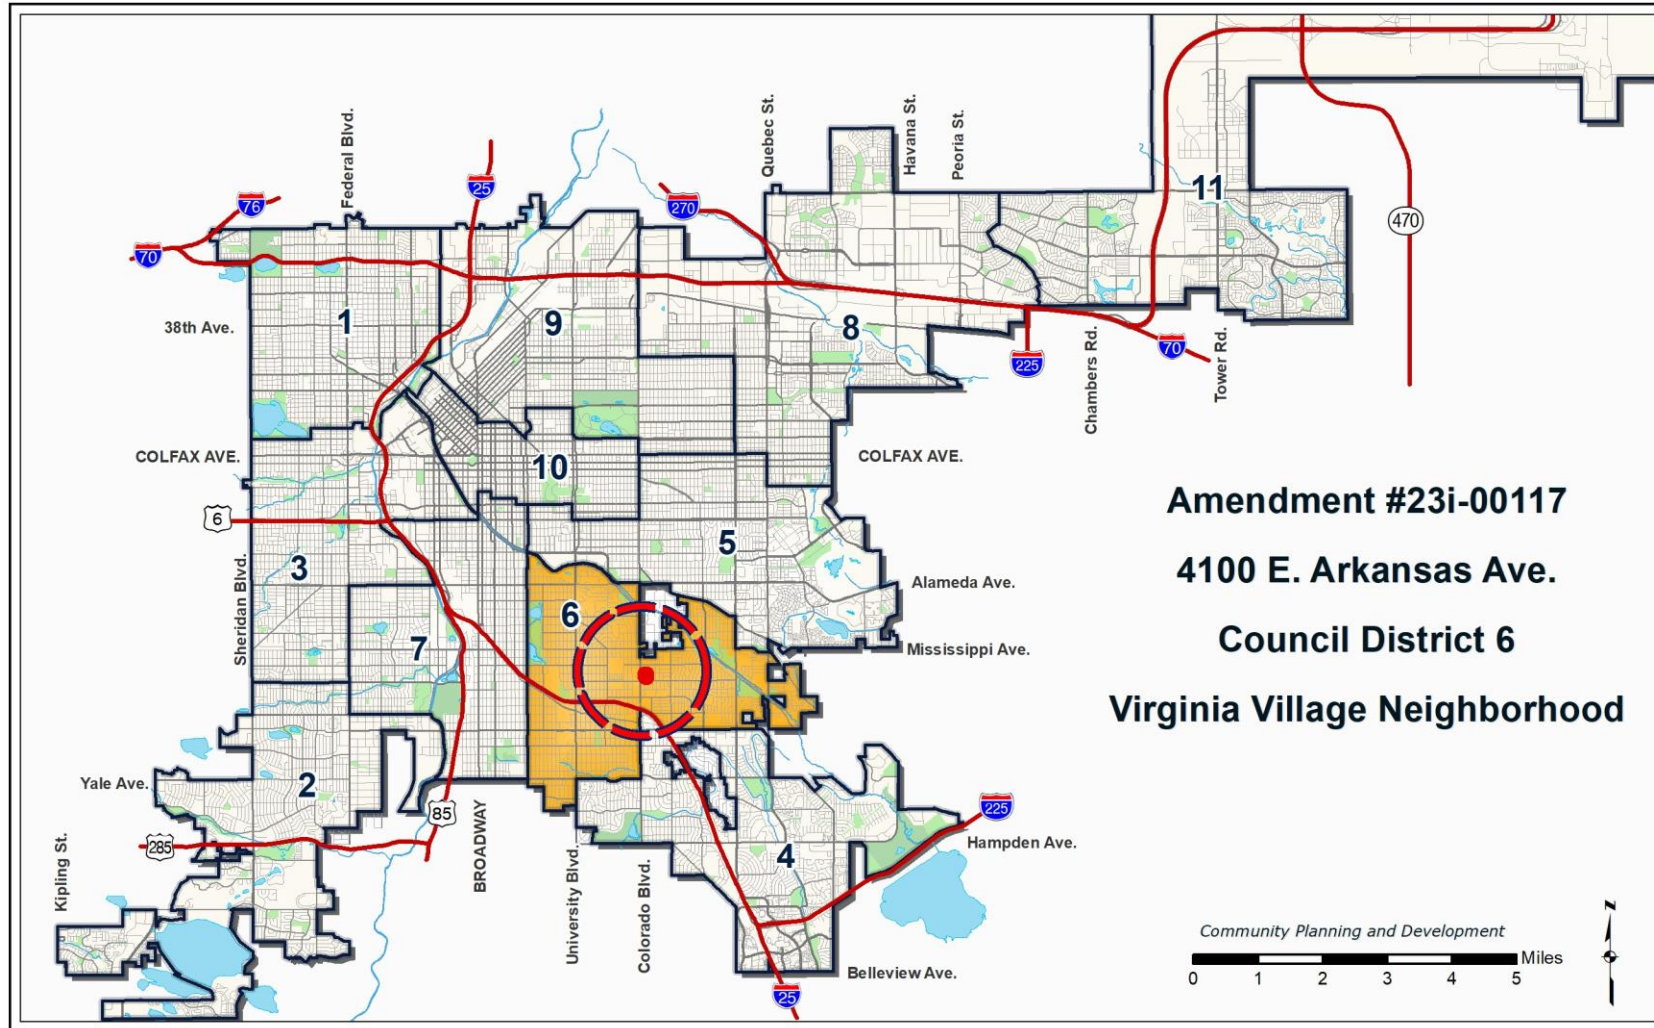 Federal Blvd.
Quebec St.
Havana St.
Peoria St.
76
25
270
70
11
470
1
9
8
38th Ave.
225
Chambers Rd.
70
Tower Rd.
COLFAX AVE.
10
COLFAX AVE.
6
5
3
Sheridan Blvd.
Alameda Ave.
6
7
Mississippi Ave.
Amendment #23i-00117
4100 E. Arkansas Ave.
Council District 6
Virginia Village Neighborhood
Yale Ave.
2
85
225
285
BROADWAY
Hampden Ave.
4
Kipling St.
University Blvd.
Colorado Blvd.
Belleview Ave.
25
z
Community Planning and Development
Miles
0 1 2 3 4 5